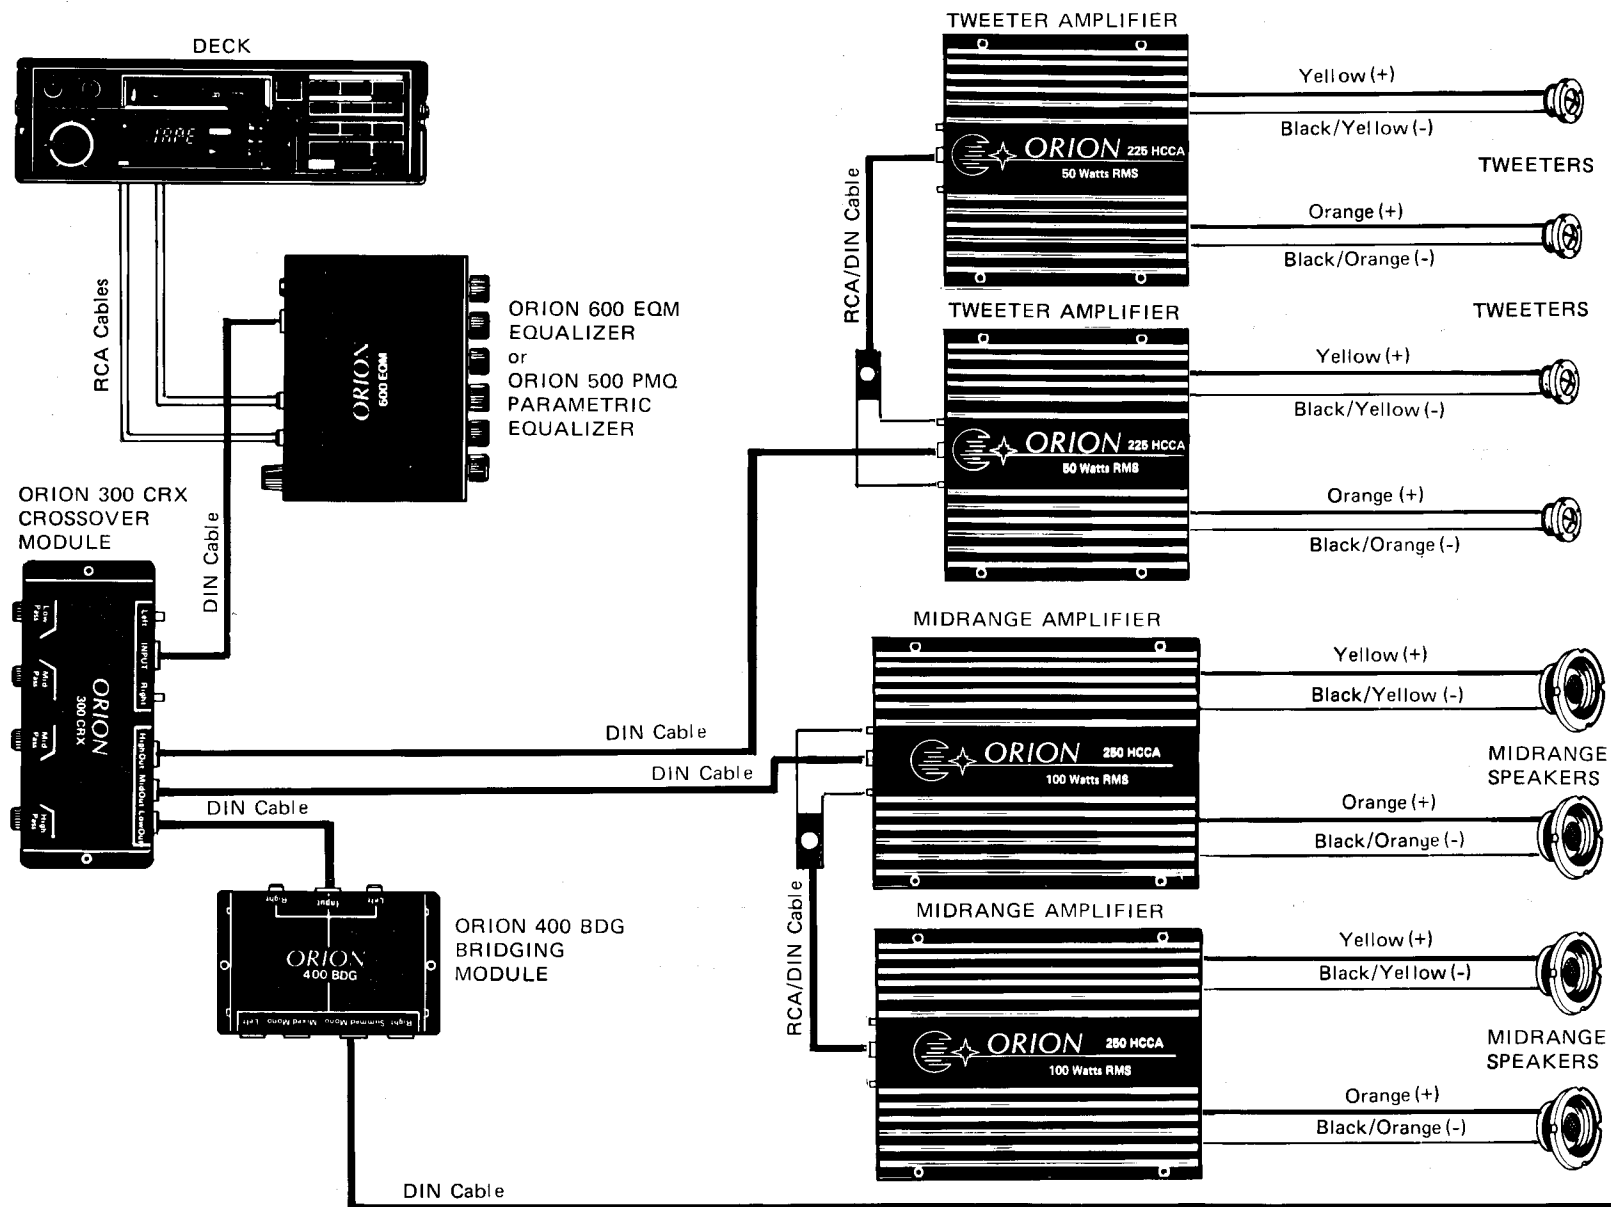 DECK
TAPE
RCA Cables
ORION
600 EQM
ORION 600 EQM
EQUALIZER
or
ORION 500 PMQ
PARAMETRIC
EQUALIZER
DIN Cable
ORION 300 CRX
CROSSOVER
MODULE
Low
Pass
Mid
Pass
Mid
Pass
High
Pass
ORION
300 CRX
Left
INPUT
Right
HighOut
MidOut
LowOut
DIN Cable
DIN Cable
DIN Cable
Right
Input
Left
ORION
400 BDG
Left
Mixed Mono
Summed Mono
Right
ORION 400 BDG
BRIDGING
MODULE
DIN Cable
TWEETER AMPLIFIER
ORION 225 HCCA
50 Watts RMS
Yellow (+)
Black/Yellow (-)
TWEETERS
Orange (+)
Black/Orange (-)
RCA/DIN Cable
TWEETER AMPLIFIER
TWEETERS
ORION 225 HCCA
50 Watts RMS
Yellow (+)
Black/Yellow (-)
Orange (+)
Black/Orange (-)
MIDRANGE AMPLIFIER
ORION 250 HCCA
100 Watts RMS
Yellow (+)
Black/Yellow (-)
MIDRANGE
SPEAKERS
Orange (+)
Black/Orange (-)
RCA/DIN Cable
MIDRANGE AMPLIFIER
ORION 250 HCCA
100 Watts RMS
Yellow (+)
Black/Yellow (-)
MIDRANGE
SPEAKERS
Orange (+)
Black/Orange (-)